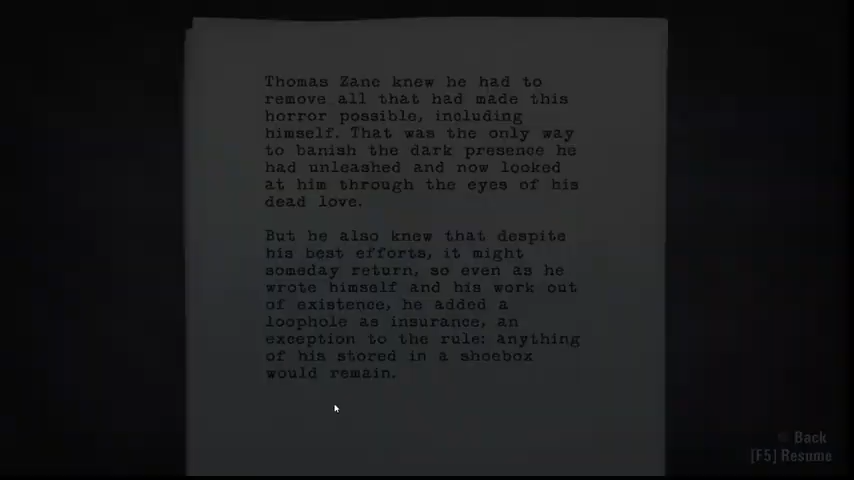 Thomas Zane knew he had to
remove all that had made this
horror possible, including
himself. That was the only way
to banish the dark presence he
had unleashed and now looked
at him through the eyes of his
dead love.
But he also knew that despite
his best efforts, it might
someday return, so even as he
wrote himself and his work out
of existence, he added a
loophole as insurance, an
exception to the rule: anything
of his stored in a shoebox
would remain.
Back
[F5] Resume